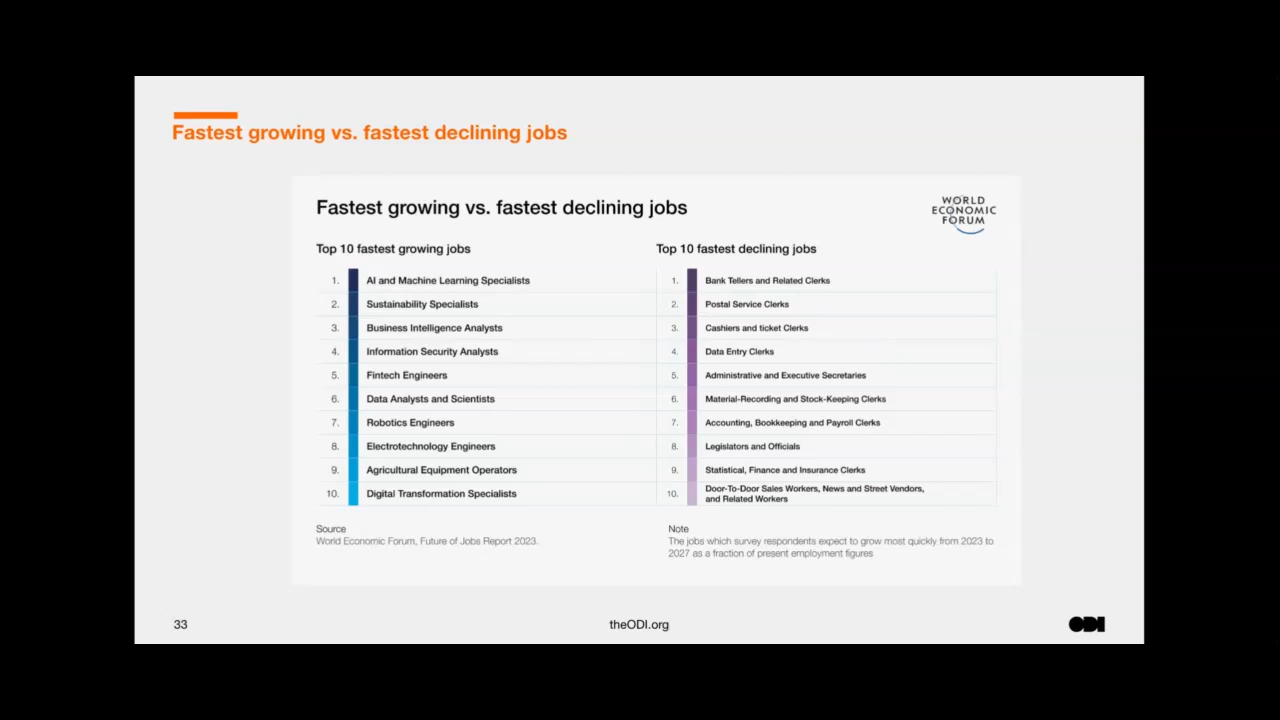 Fastest growing vs. fastest declining jobs
Fastest growing vs. fastest declining jobs
WORLD
ECONOMIC
FORUM
Top 10 fastest growing jobs
1. AI and Machine Learning Specialists
2. Sustainability Specialists
3. Business Intelligence Analysts
4. Information Security Analysts
5. Fintech Engineers
6. Data Analysts and Scientists
7. Robotics Engineers
8. Electrotechnology Engineers
9. Agricultural Equipment Operators
10. Digital Transformation Specialists
Top 10 fastest declining jobs
1. Bank Tellers and Related Clerks
2. Postal Service Clerks
3. Cashiers and ticket Clerks
4. Data Entry Clerks
5. Administrative and Executive Secretaries
6. Material-Recording and Stock-Keeping Clerks
7. Accounting, Bookkeeping and Payroll Clerks
8. Legislators and Officials
9. Statistical, Finance and Insurance Clerks
10. Door-To-Door Sales Workers, News and Street Vendors,
and Related Workers
Source
World Economic Forum, Future of Jobs Report 2023.
Note
The jobs which survey respondents expect to grow most quickly from 2023 to
2027 as a fraction of present employment figures
33
theODI.org
ODI